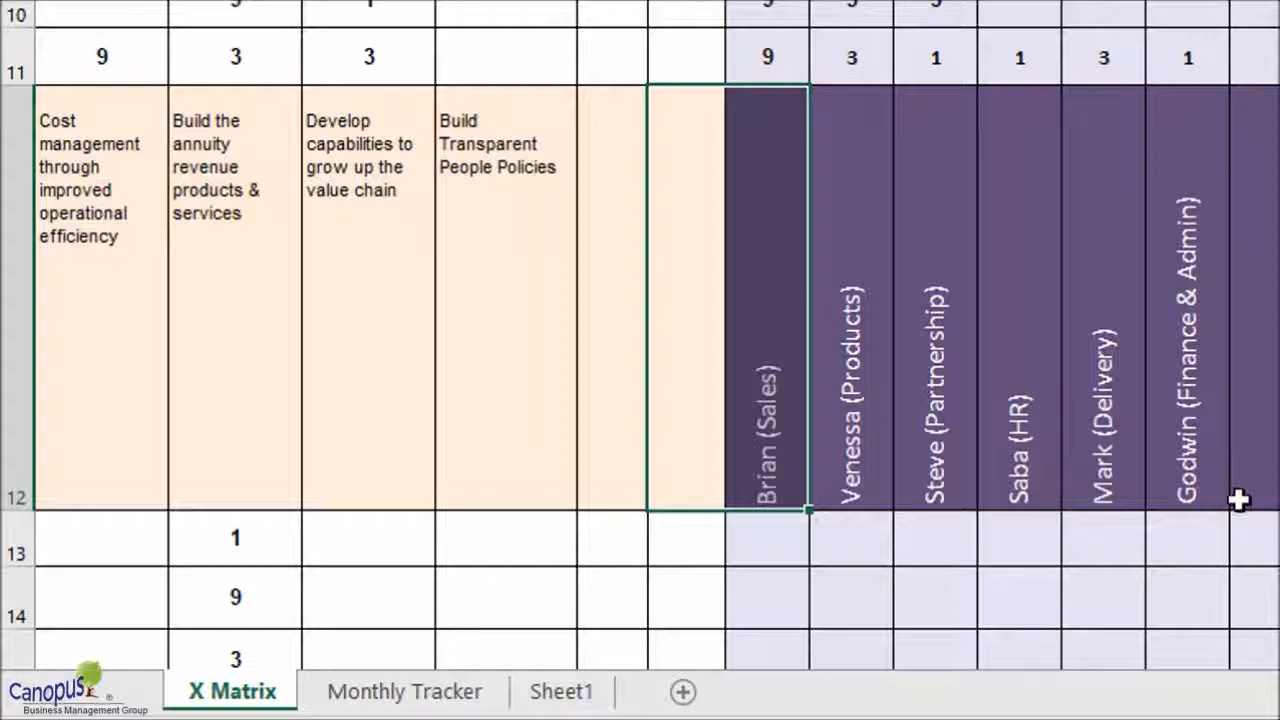 10
9 3 3 9 3 1 1 3 1
11
Cost management through improved operational efficiency
Build the annuity revenue products & services
Develop capabilities to grow up the value chain
Build Transparent People Policies
Brian (Sales)
Venessa (Products)
Steve (Partnership)
Saba (HR)
Mark (Delivery)
Godwin (Finance & Admin)
12
1
13
9
14
3
Canopus ®
Business Management Group
X Matrix Monthly Tracker Sheet1